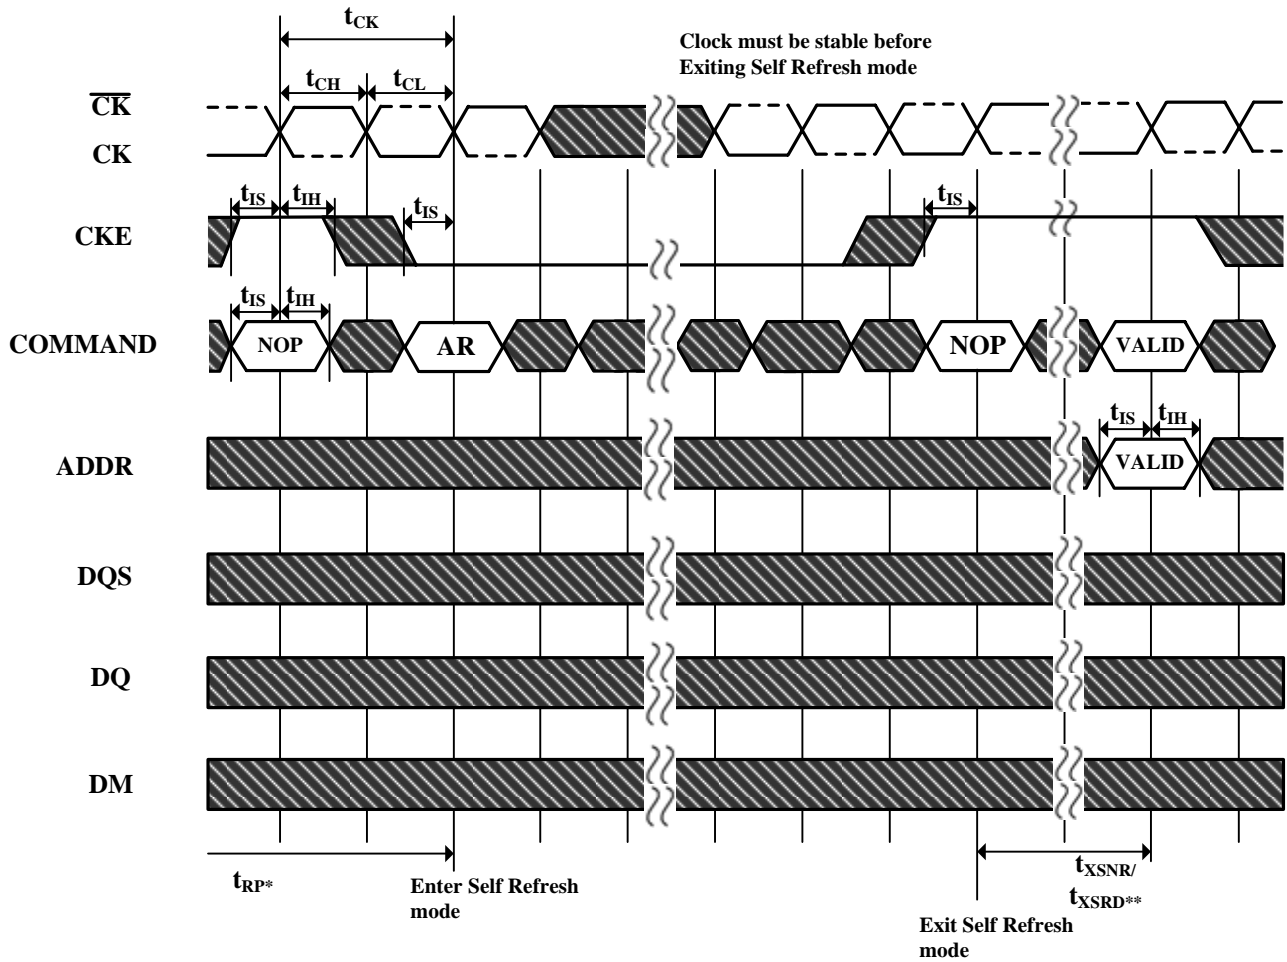 tCK
Clock must be stable before
Exiting Self Refresh mode
tCH
tCL
CK
CK
tIS
tIH
tIS
tIS
CKE
tIS
tIH
COMMAND
NOP
AR
NOP
VALID
tIS
tIH
ADDR
VALID
DQS
DQ
DM
tRP*
Enter Self Refresh
mode
tXSNR/
tXSRD**
Exit Self Refresh
mode